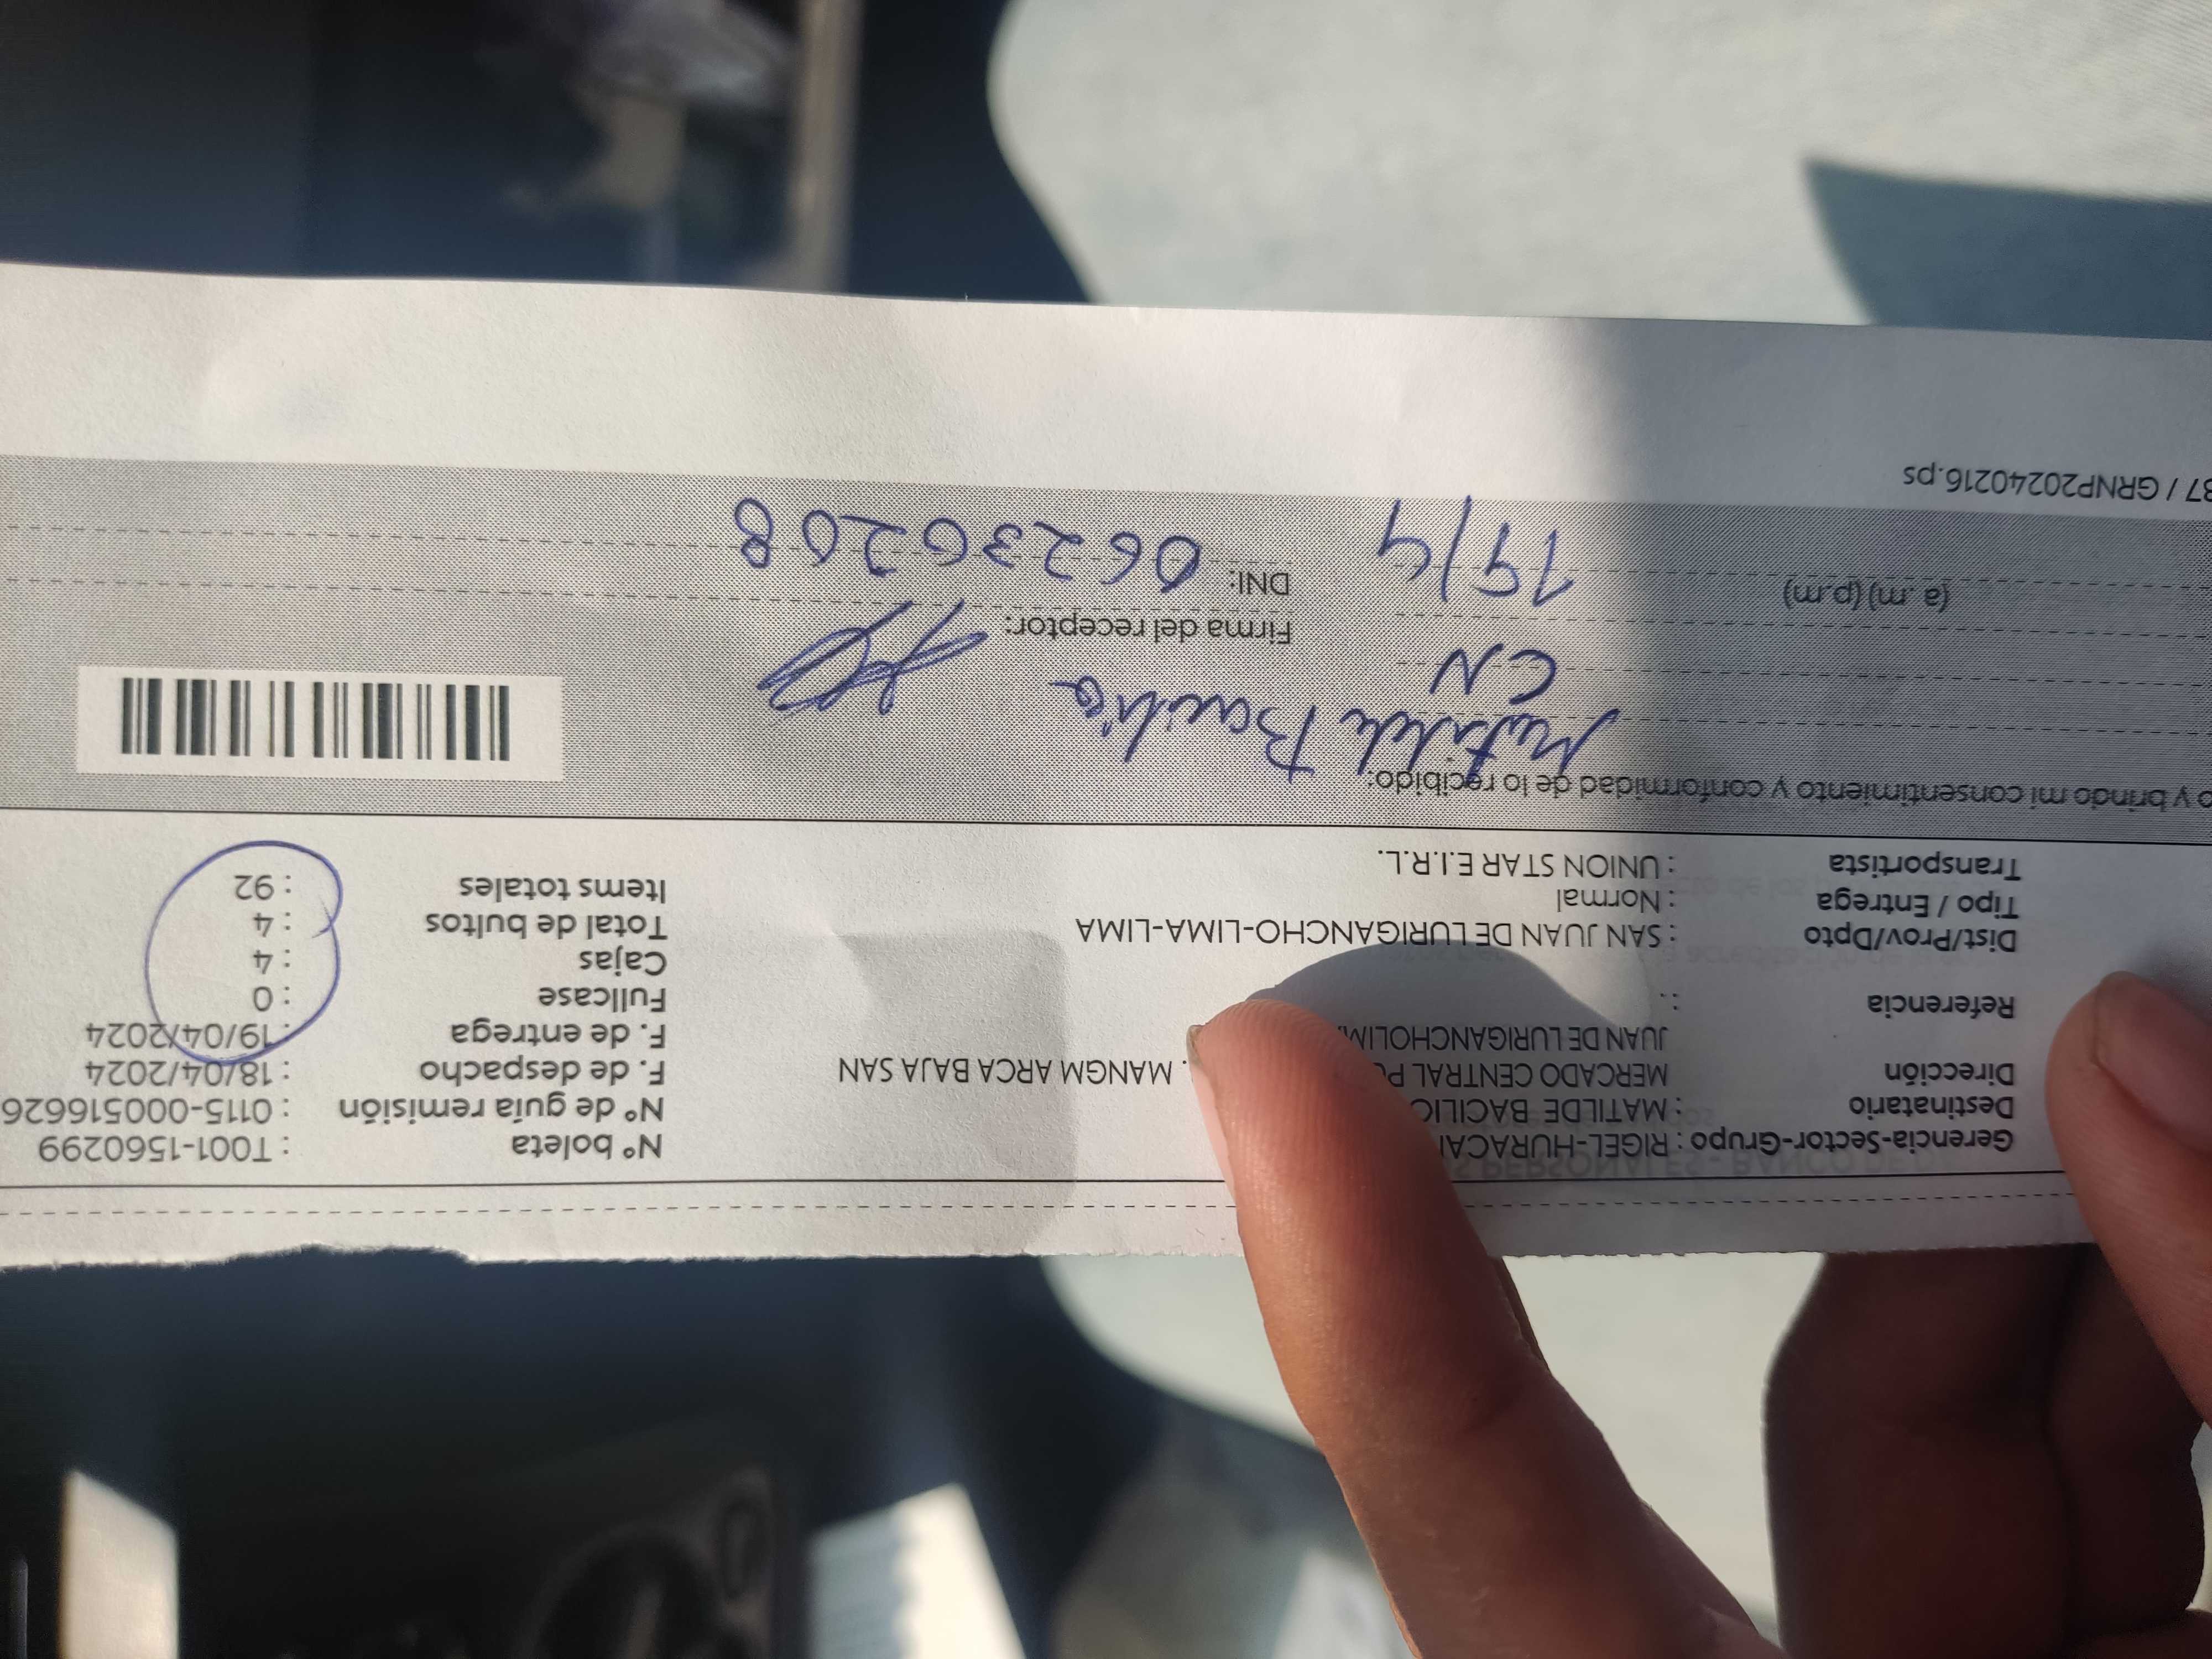 Gerencia-Sector-Grupo : RIGEL-HURACA
Destinatario : MATILDE BACILIO
Dirección MERCADO CENTRAL . MANGM ARCA BAJA SAN
JUAN DE LURIGANCHOLIM
Referencia : .
Dist/Prov/Dpto : SAN JUAN DE LURIGANCHO-LIMA-LIMA
Tipo / Entrega : Normal
Transportista : UNION STAR E.I.R.L.
N° boleta : T001-1560299
N° de guía remisión : 0115-000516626
F. de despacho : 18/04/2024
F. de entrega : 19/04/2024
Fullcase : 0
Cajas : 4
Total de bultos : 4
Items totales : 92
o y brindo mi consentimiento y conformidad de lo recibido:
Matilde Bacilio
CN
Firma del receptor:
(a .m) (p.m) 19/4
DNI: 06230208
37 / GRNP20240216.ps